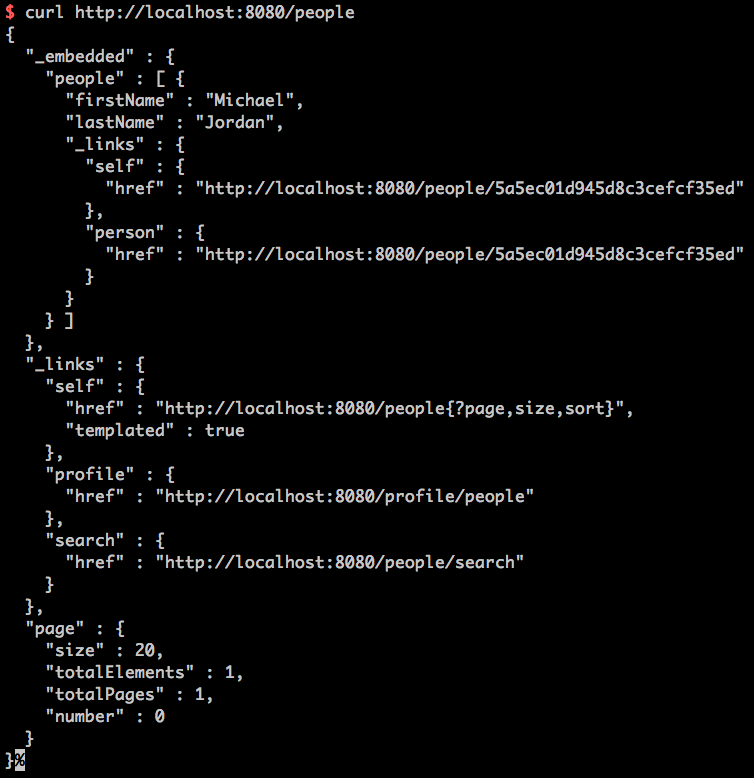 $ curl http://localhost:8080/people
{
  "_embedded" : {
    "people" : [ {
      "firstName" : "Michael",
      "lastName" : "Jordan",
      "_links" : {
        "self" : {
          "href" : "http://localhost:8080/people/5a5ec01d945d8c3cefcf35ed"
        },
        "person" : {
          "href" : "http://localhost:8080/people/5a5ec01d945d8c3cefcf35ed"
        }
      }
    } ]
  },
  "_links" : {
    "self" : {
      "href" : "http://localhost:8080/people{?page,size,sort}",
      "templated" : true
    },
    "profile" : {
      "href" : "http://localhost:8080/profile/people"
    },
    "search" : {
      "href" : "http://localhost:8080/people/search"
    }
  },
  "page" : {
    "size" : 20,
    "totalElements" : 1,
    "totalPages" : 1,
    "number" : 0
  }
}%